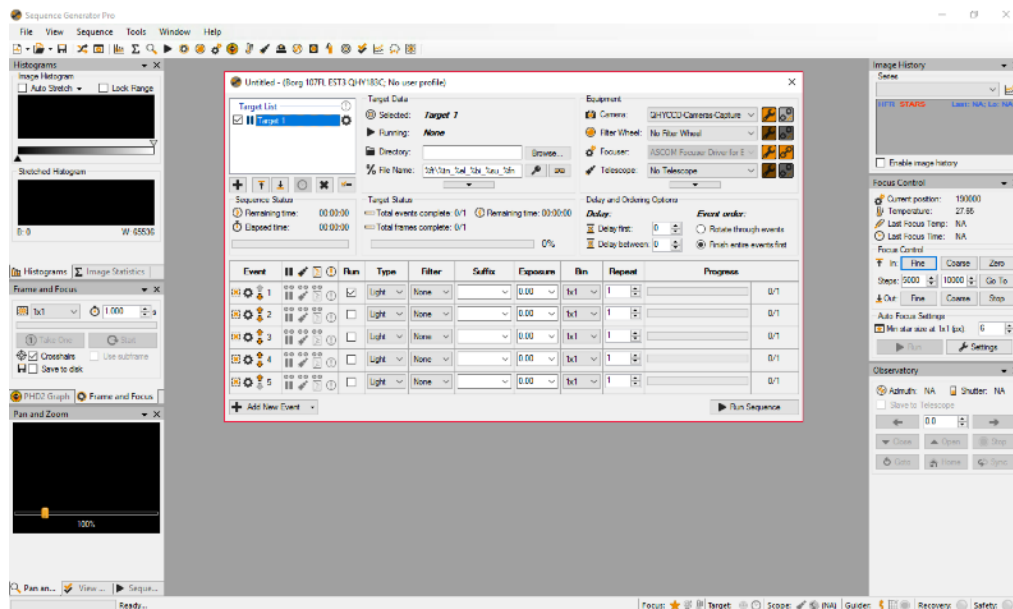 Sequence Generator Pro
File View Sequence Tools Window Help
Histograms
Image Histogram
Auto Stretch Lock Range
Stretched Histogram
B: 0 W: 65536
Histograms Image Statistics
Frame and Focus
1x1 1.000 s
Take One Start
Crosshairs Use subframe
Save to disk
PHD2 Graph Frame and Focus
Pan and Zoom
100%
Pan an... View ... Seque...
Ready...
Untitled - (Borg 107FL EST3 QHY183C; No user profile)
Target List
Target 1
Target Data
Selected: Target 1
Running: None
Directory: Browse...
File Name:
Equipment
Camera: QHYCCD-Cameras-Capture
Filter Wheel: No Filter Wheel
Focuser: ASCOM Focuser Driver for E
Telescope: No Telescope
Sequence Status
Remaining time: 00:00:00
Elapsed time: 00:00:00
Target Status
Total events complete: 0/1 Remaining time: 00:00:00
Total frames complete: 0/1
0%
Delay and Ordering Options
Delay: Event order:
Delay first: 0 Rotate through events
Delay between: 0 Finish entire events first
Event Run Type Filter Suffix Exposure Bin Repeat Progress
1 Light None 0.00 1x1 1 0/1
2 Light None 0.00 1x1 1 0/1
3 Light None 0.00 1x1 1 0/1
4 Light None 0.00 1x1 1 0/1
5 Light None 0.00 1x1 1 0/1
Add New Event Run Sequence
Image History
Series
HFR STARS Last: NA; Lo: NA
Enable image history
Focus Control
Current position: 190000
Temperature: 27.65
Last Focus Temp: NA
Last Focus Time: NA
Focus Control
In: Fine Coarse Zero
Steps: 5000 10000 Go To
Out: Fine Coarse Stop
Auto Focus Settings
Min star size at 1x1 (px): 6
Run Settings
Observatory
Azimuth: NA Shutter: NA
Slave to Telescope
0.0
Close Open Stop
Goto Home Sync
Focus: Target: Scope: (NA) Guider: Recovery: Safety: